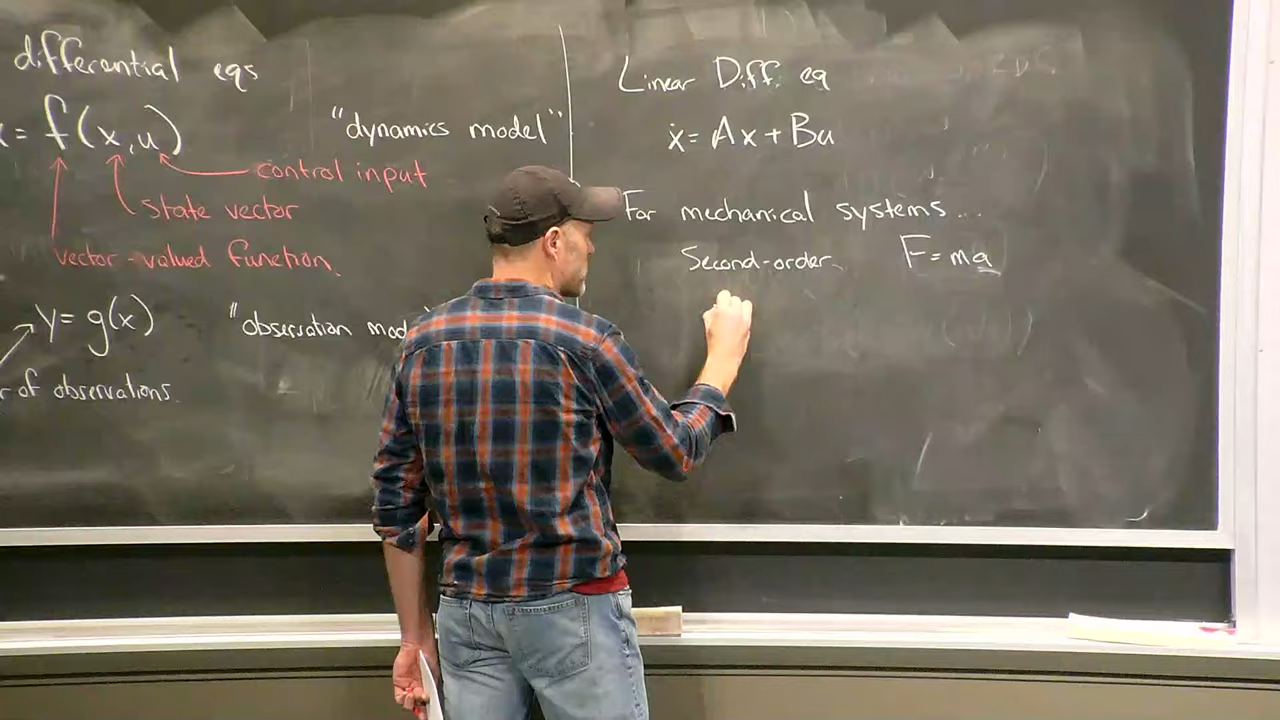 differential eqs
= f(x,u) "dynamics model"
control input
state vector
vector-valued function.
y = g(x) "observation mod
r of observations.
Linear Diff. eq
ẋ = Ax + Bu
For mechanical systems...
Second-order F = ma